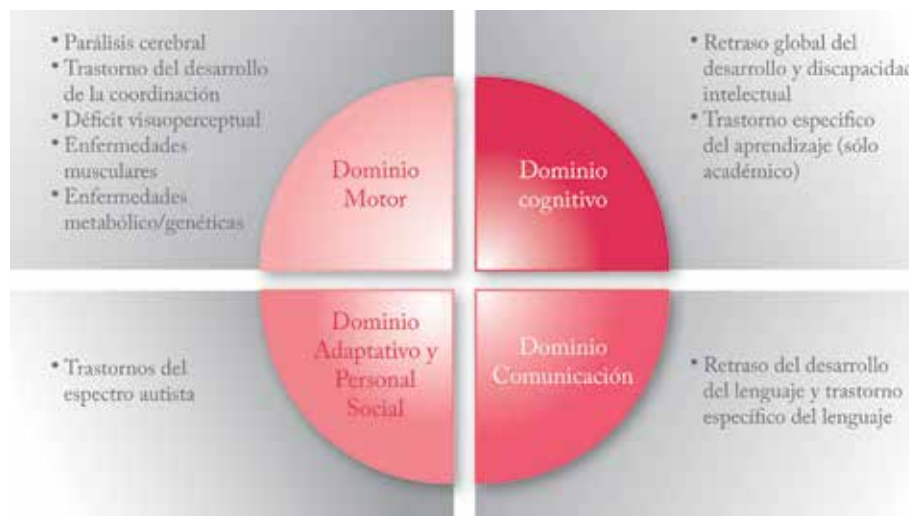 • Parálisis cerebral
• Trastorno del desarrollo
de la coordinación
• Déficit visuoperceptual
• Enfermedades
musculares
• Enfermedades
metabólico/genéticas
Dominio
Motor
Dominio
cognitivo
• Retraso global del
desarrollo y discapacidad
intelectual
• Trastorno específico
del aprendizaje (sólo
académico)
• Trastornos del
espectro autista
Dominio
Adaptativo y
Personal
Social
Dominio
Comunicación
• Retraso del desarrollo
del lenguaje y trastorno
específico del lenguaje